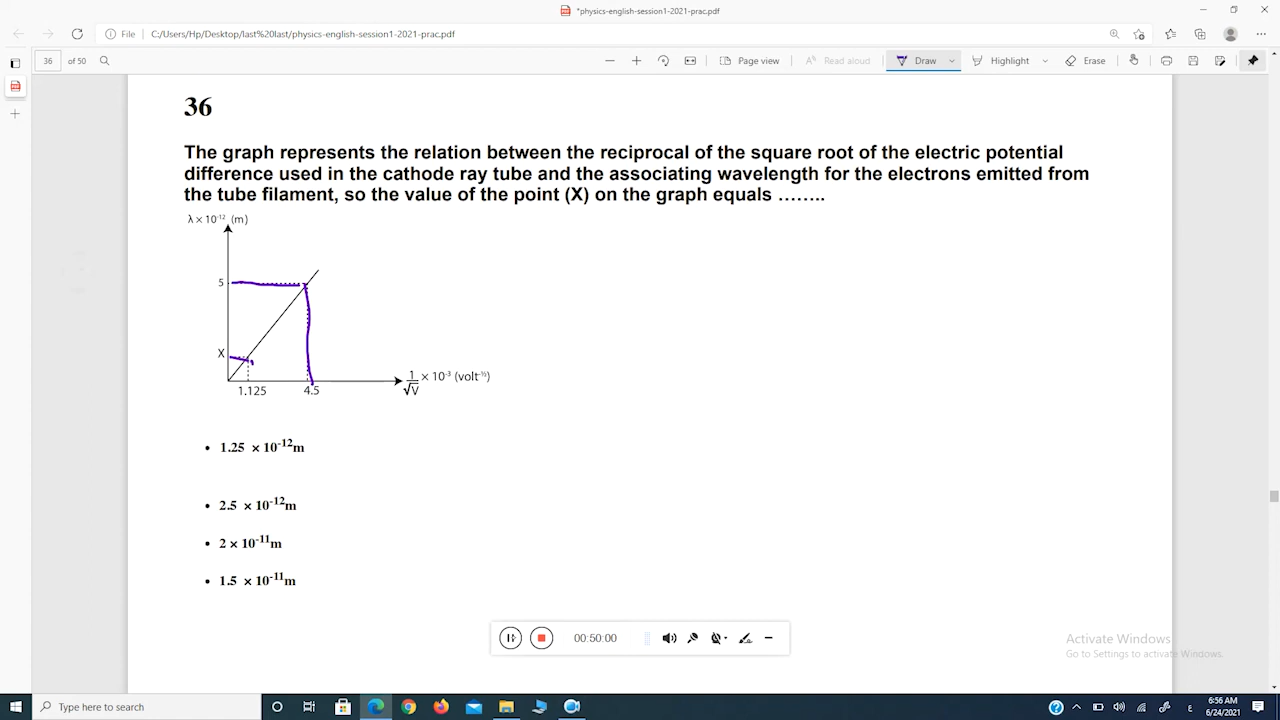 *physics-english-session1-2021-prac.pdf
File C:/Users/Hp/Desktop/last%20last/physics-english-session1-2021-prac.pdf
36 of 50 Page view Read aloud Draw Highlight Erase
36
The graph represents the relation between the reciprocal of the square root of the electric potential
difference used in the cathode ray tube and the associating wavelength for the electrons emitted from
the tube filament, so the value of the point (X) on the graph equals ........
λ × 10⁻¹² (m)
5
X
1.125 4.5
1/√V × 10⁻³ (volt⁻½)
• 1.25 × 10⁻¹²m
• 2.5 × 10⁻¹²m
• 2 × 10⁻¹¹m
• 1.5 × 10⁻¹¹m
00:50:00
Activate Windows
Go to Settings to activate Windows.
Type here to search
6:56 AM
6/24/2021